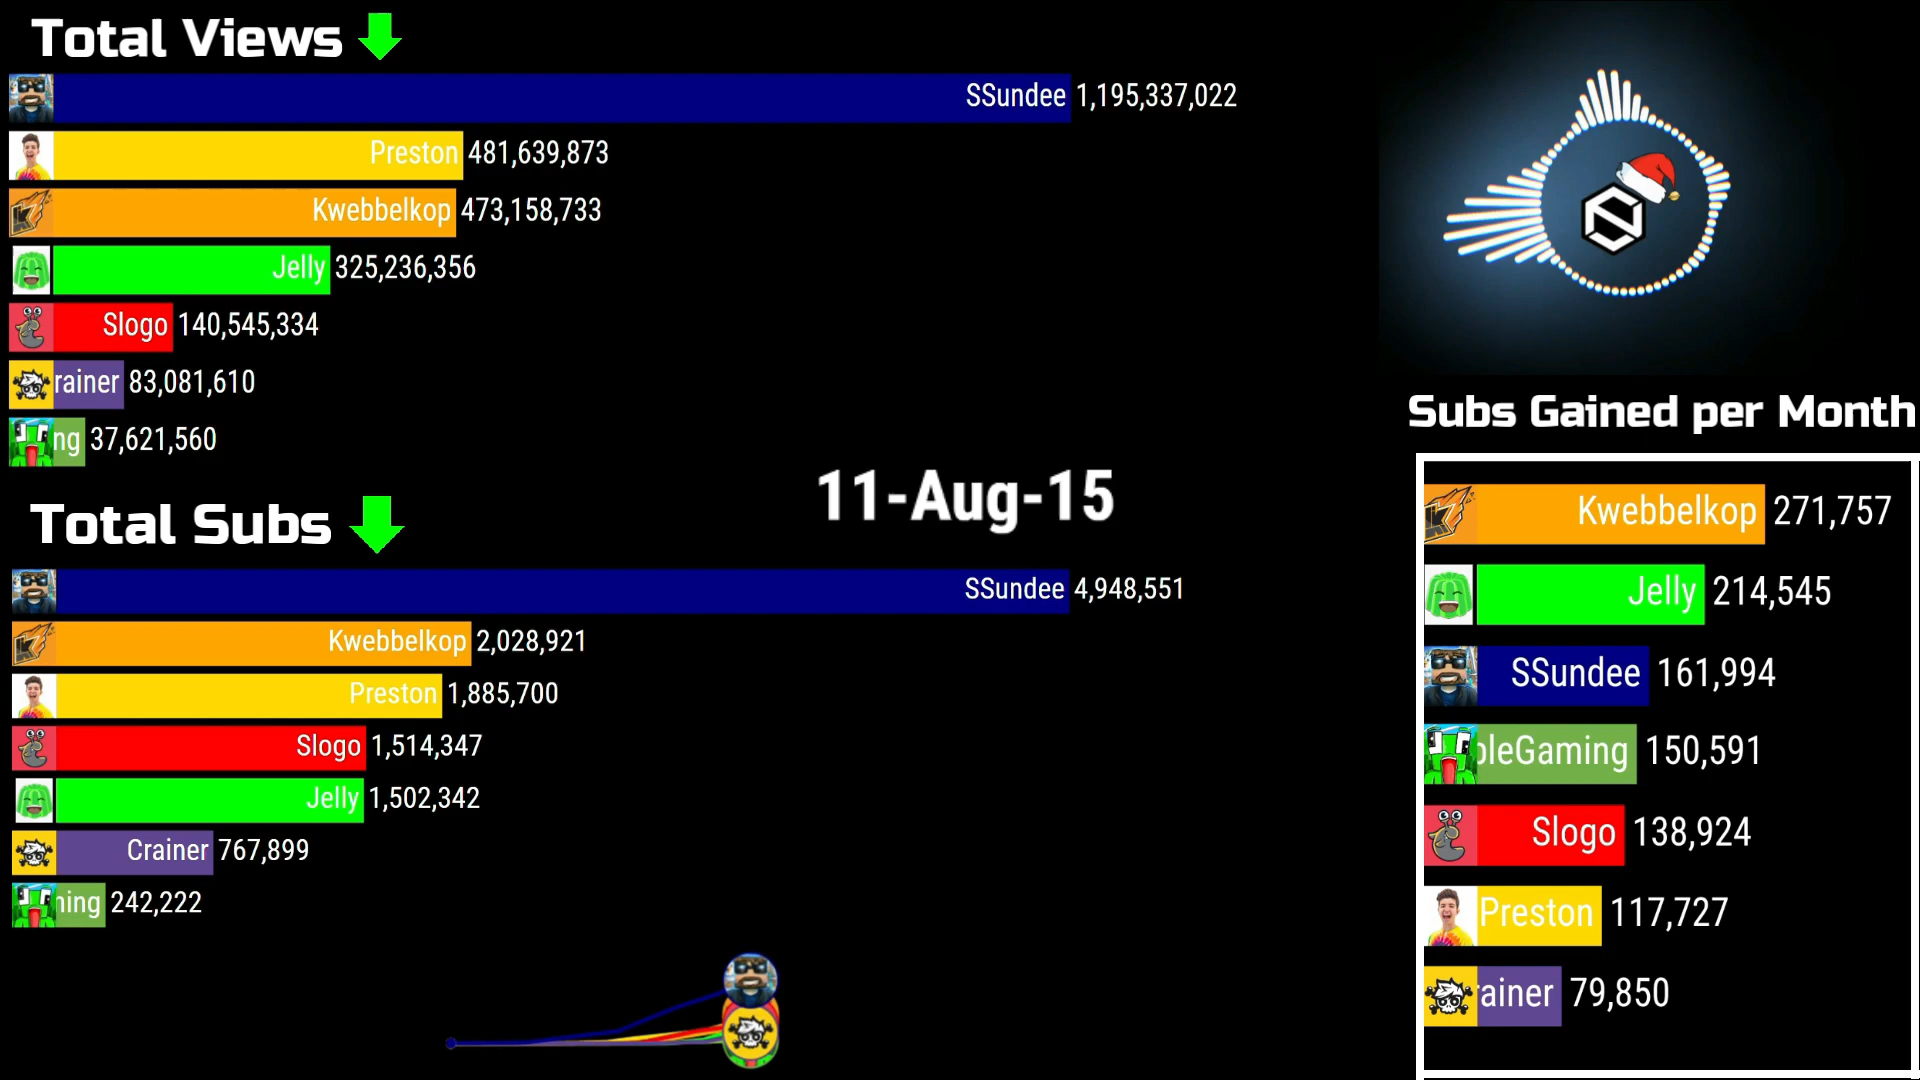 Total Views
SSundee 1,195,337,022
Preston 481,639,873
Kwebbelkop 473,158,733
Jelly 325,236,356
Slogo 140,545,334
rainer 83,081,610
ng 37,621,560
11-Aug-15
Total Subs
SSundee 4,948,551
Kwebbelkop 2,028,921
Preston 1,885,700
Slogo 1,514,347
Jelly 1,502,342
Crainer 767,899
ning 242,222
Subs Gained per Month
Kwebbelkop 271,757
Jelly 214,545
SSundee 161,994
bleGaming 150,591
Slogo 138,924
Preston 117,727
rainer 79,850